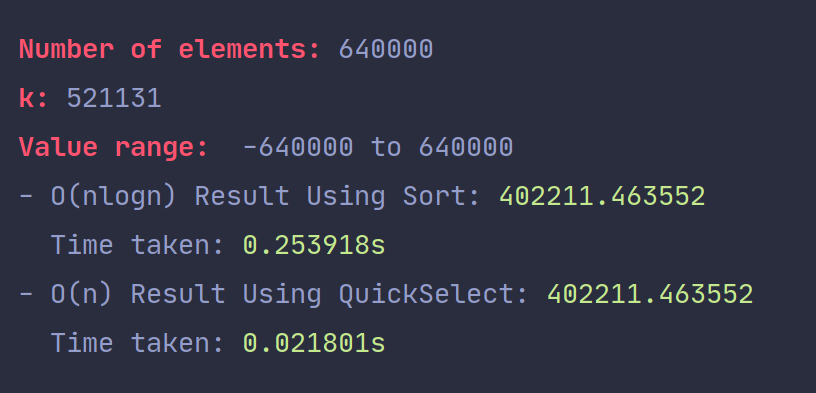 Number of elements: 640000
k: 521131
Value range:  -640000 to 640000
- O(nlogn) Result Using Sort: 402211.463552
  Time taken: 0.253918s
- O(n) Result Using QuickSelect: 402211.463552
  Time taken: 0.021801s